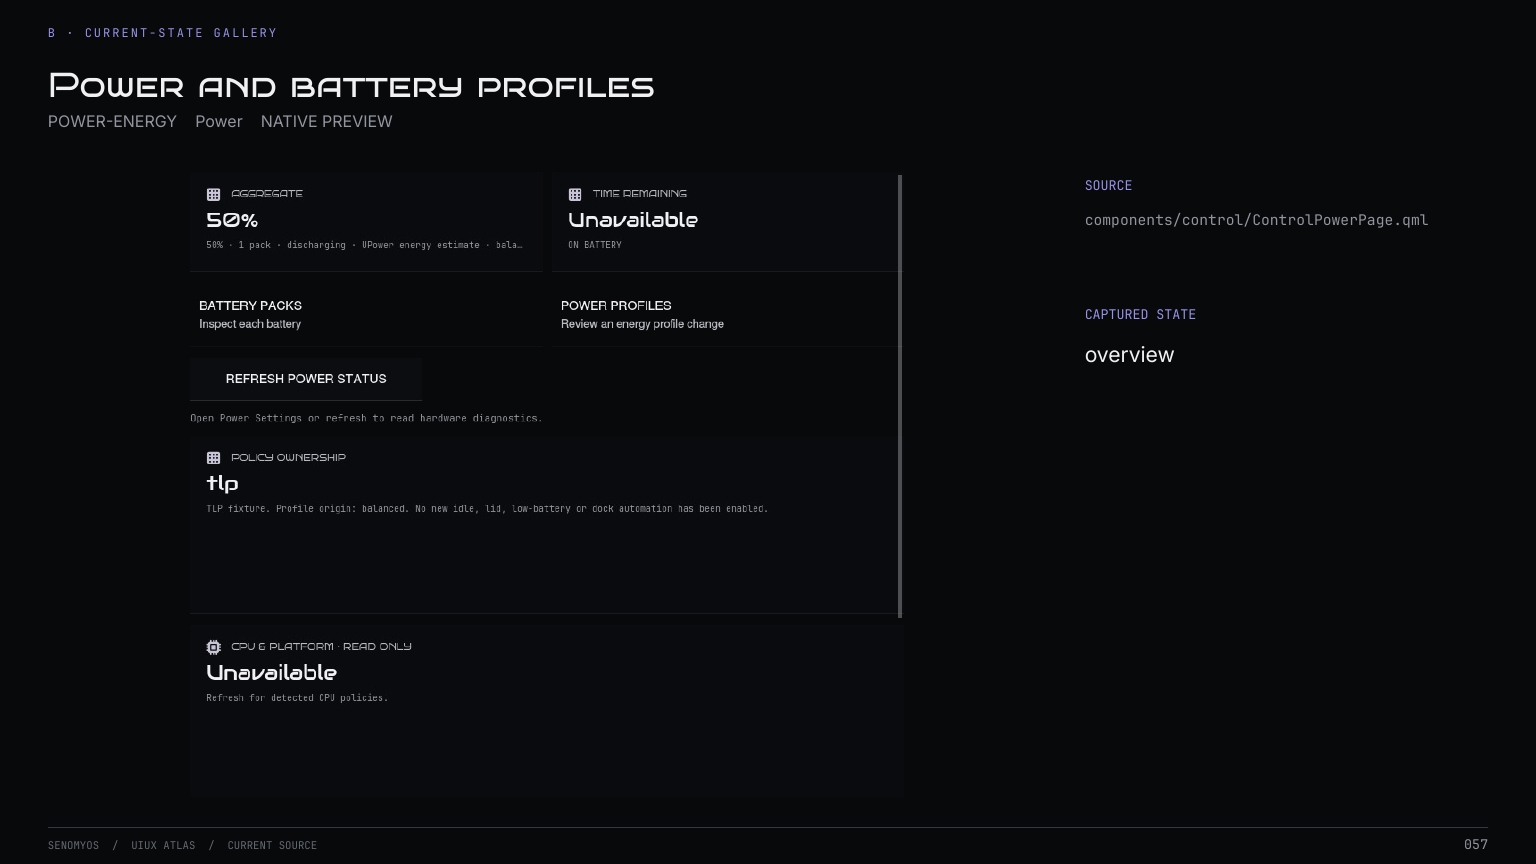 B · CURRENT-STATE GALLERY
Power and battery profiles
POWER-ENERGY Power NATIVE PREVIEW
AGGREGATE
50%
50% · 1 pack · discharging · UPower energy estimate · bala…
TIME REMAINING
Unavailable
ON BATTERY
BATTERY PACKS
Inspect each battery
POWER PROFILES
Review an energy profile change
REFRESH POWER STATUS
Open Power Settings or refresh to read hardware diagnostics.
POLICY OWNERSHIP
tlp
TLP fixture. Profile origin: balanced. No new idle, lid, low-battery or dock automation has been enabled.
CPU & PLATFORM · READ ONLY
Unavailable
Refresh for detected CPU policies.
SOURCE
components/control/ControlPowerPage.qml
CAPTURED STATE
overview
SENOMYOS / UIUX ATLAS / CURRENT SOURCE
057